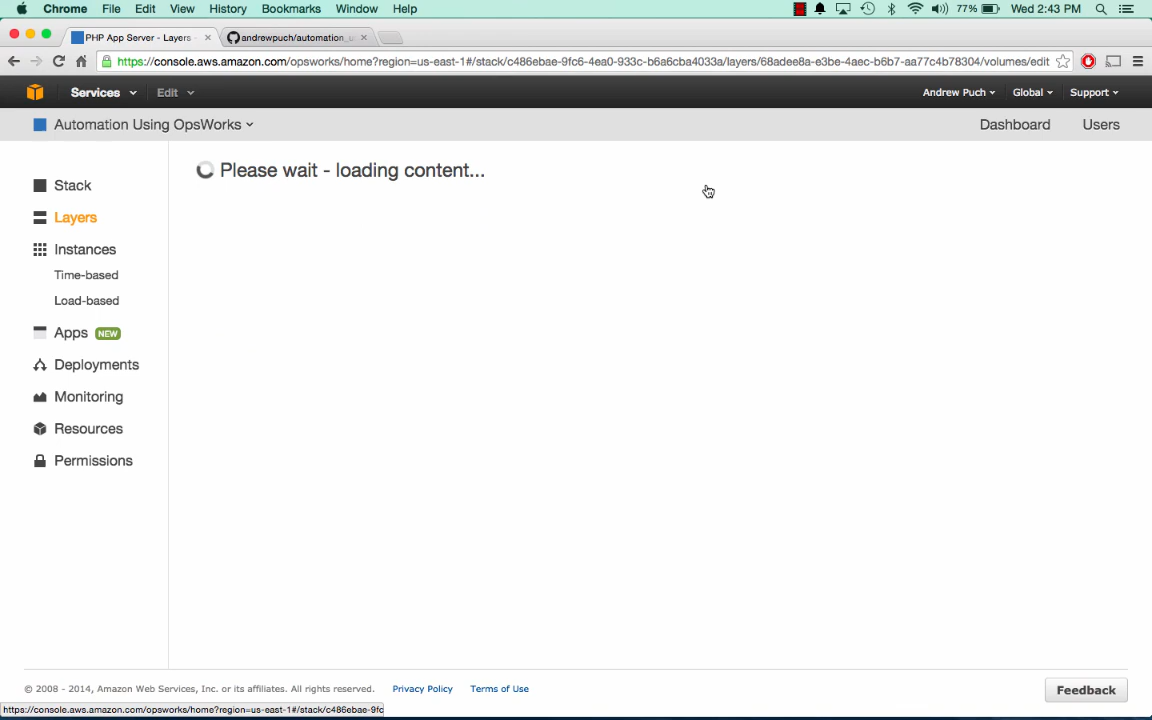 Chrome File Edit View History Bookmarks Window Help 77% Wed 2:43 PM
PHP App Server - Layers - andrewpuch/automation_u
https://console.aws.amazon.com/opsworks/home?region=us-east-1#/stack/c486ebae-9fc6-4ea0-933c-b6a6cba4033a/layers/68adee8a-e3be-4aec-b6b7-aa77c4b78304/volumes/edit
Services Edit Andrew Puch Global Support
Automation Using OpsWorks Dashboard Users
Please wait - loading content...
Stack
Layers
Instances
Time-based
Load-based
Apps NEW
Deployments
Monitoring
Resources
Permissions
© 2008 - 2014, Amazon Web Services, Inc. or its affiliates. All rights reserved. Privacy Policy Terms of Use Feedback
https://console.aws.amazon.com/opsworks/home?region=us-east-1#/stack/c486ebae-9fc